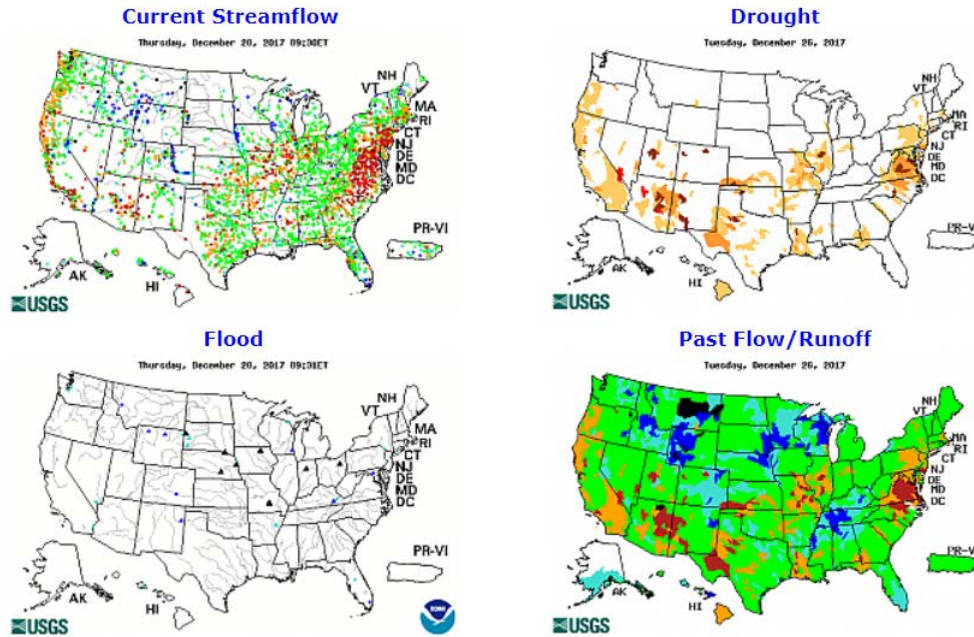 Current Streamflow
Thursday, December 28, 2017 09:30ET
NH
VT
MA
RI
CT
NJ
DE
MD
DC
PR-VI
AK
HI
USGS
Drought
Tuesday, December 26, 2017
NH
VT
MA
RI
CT
NJ
DE
MD
DC
PR-V
AK
HI
USGS
Flood
Thursday, December 28, 2017 09:31ET
NH
VT
MA
RI
CT
NJ
DE
MD
DC
PR-VI
AK
HI
USGS
Past Flow/Runoff
Tuesday, December 26, 2017
NH
VT
MA
RI
CT
NJ
DE
MD
DC
PR-VI
AK
HI
USGS